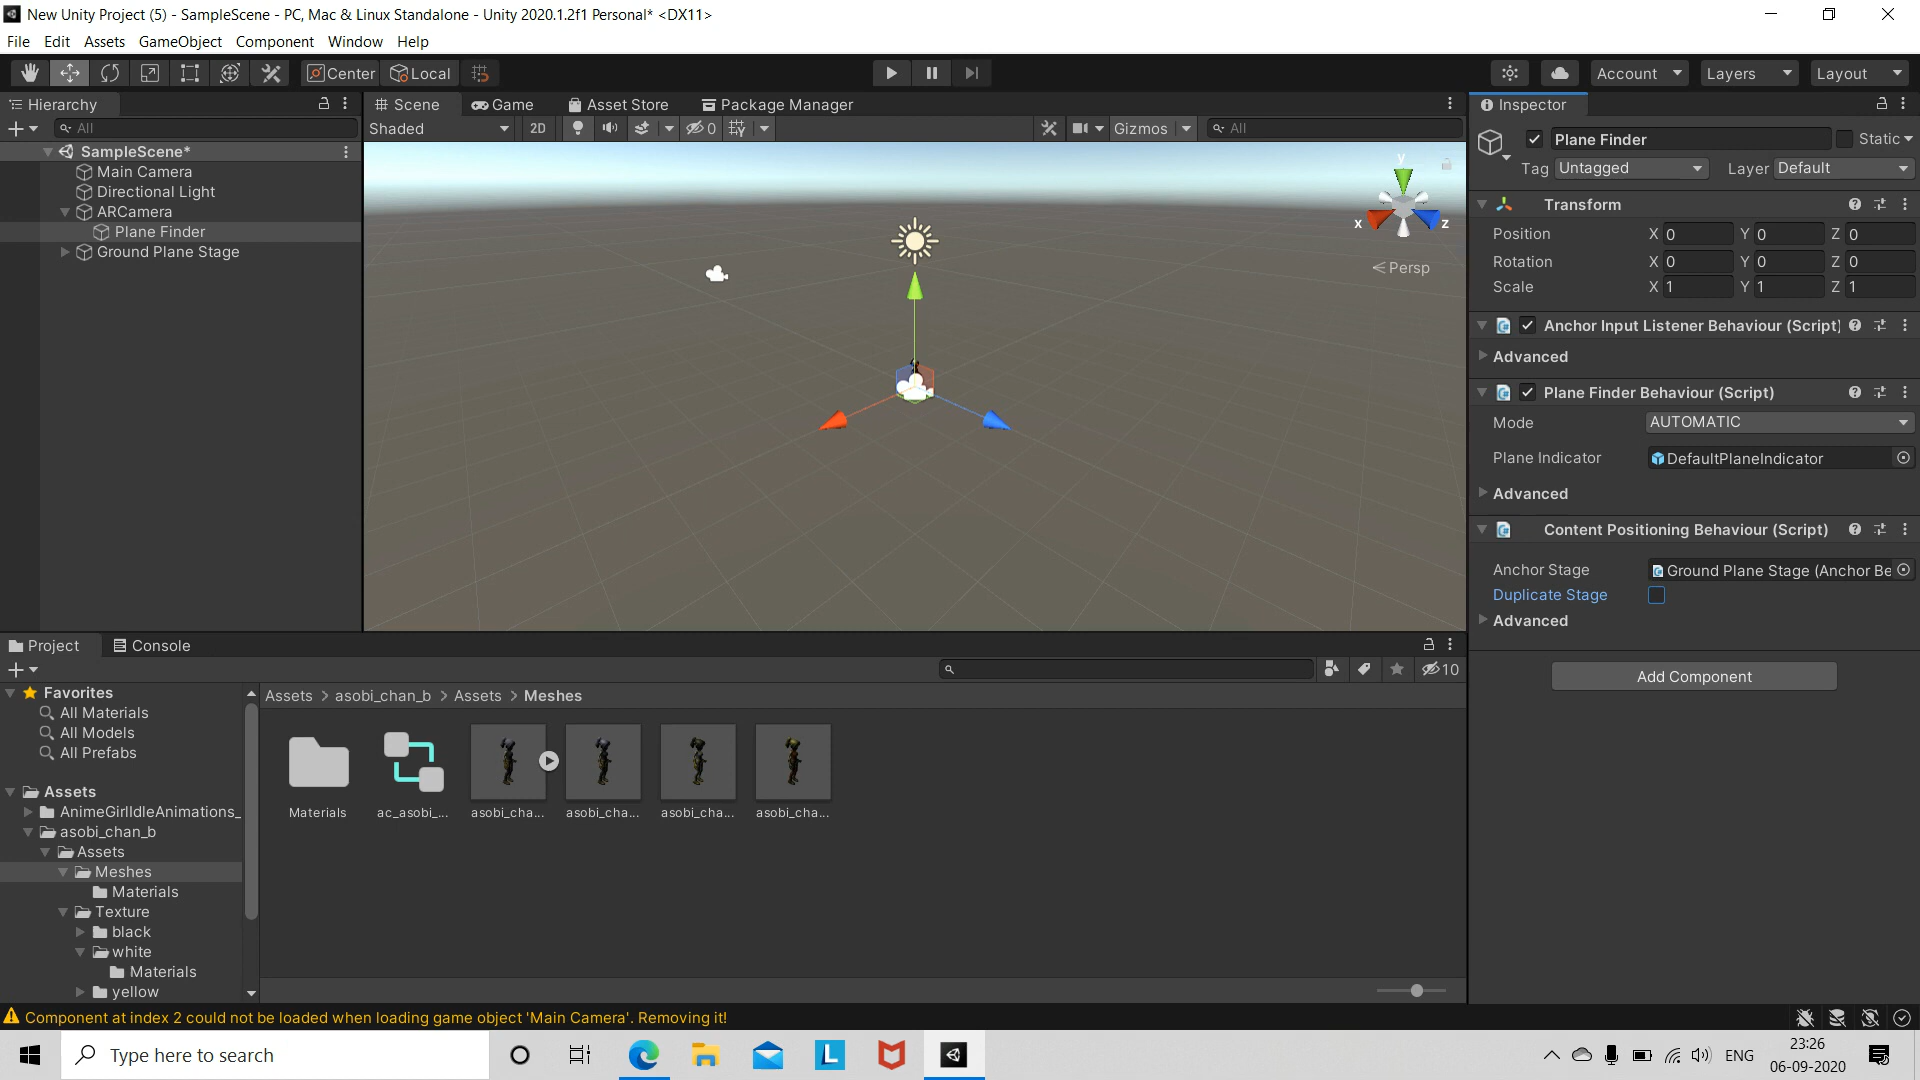 New Unity Project (5) - SampleScene - PC, Mac & Linux Standalone - Unity 2020.1.2f1 Personal* <DX11>
File Edit Assets GameObject Component Window Help
Center Local Account Layers Layout
Hierarchy
All
SampleScene*
Main Camera
Directional Light
ARCamera
Plane Finder
Ground Plane Stage
Scene Game Asset Store Package Manager
Shaded 2D 0 Gizmos All
y
x z
Persp
Inspector
Plane Finder Static
Tag Untagged Layer Default
Transform
Position X 0 Y 0 Z 0
Rotation X 0 Y 0 Z 0
Scale X 1 Y 1 Z 1
Anchor Input Listener Behaviour (Script)
Advanced
Plane Finder Behaviour (Script)
Mode AUTOMATIC
Plane Indicator DefaultPlaneIndicator
Advanced
Content Positioning Behaviour (Script)
Anchor Stage Ground Plane Stage (Anchor Be
Duplicate Stage
Advanced
Add Component
Project Console
10
Favorites
All Materials
All Models
All Prefabs
Assets
AnimeGirlIdleAnimations_
asobi_chan_b
Assets
Meshes
Materials
Texture
black
white
Materials
yellow
Assets > asobi_chan_b > Assets > Meshes
Materials ac_asobi_... asobi_cha... asobi_cha... asobi_cha... asobi_cha...
Component at index 2 could not be loaded when loading game object 'Main Camera'. Removing it!
Type here to search
L
ENG
23:26
06-09-2020